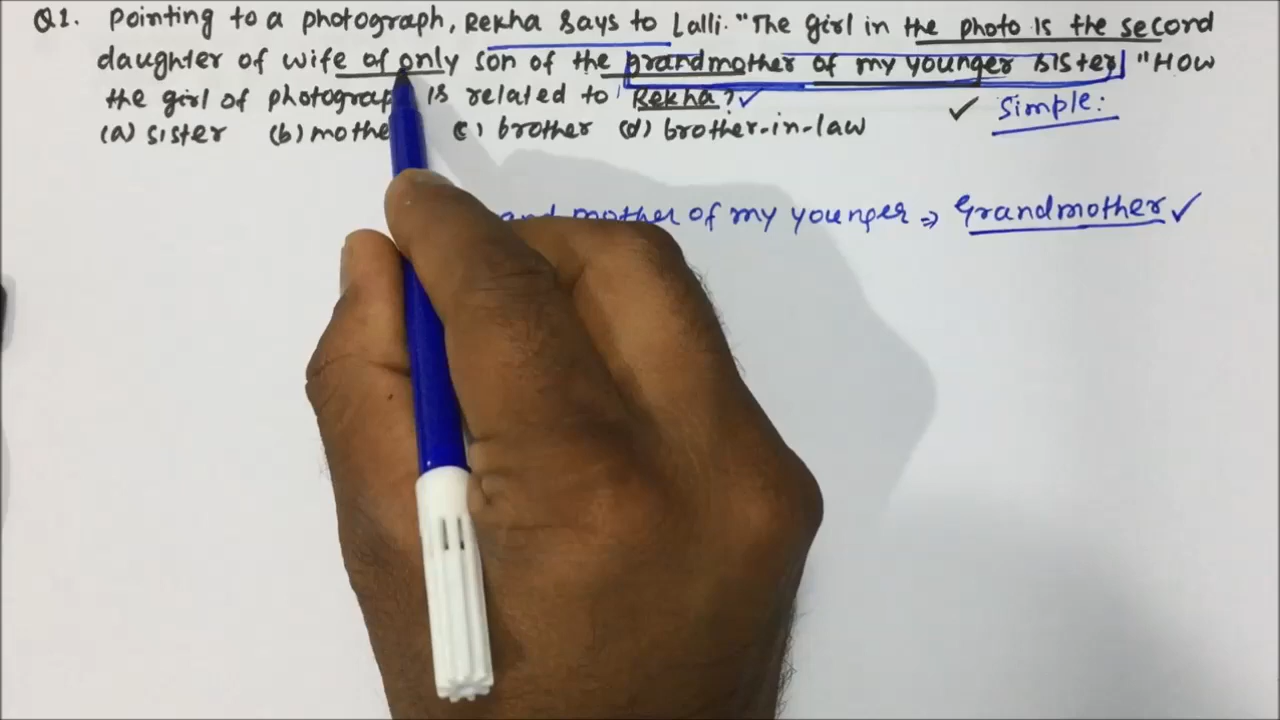 Q1. Pointing to a photograph, Rekha says to Lalli. "The girl in the photo is the second
daughter of wife of only son of the grandmother of my younger sister, "How
the girl of photograph is related to Rekha?
Simple:
(a) sister (b) mothe c) brother (d) brother-in-law
mother of my younger ⇒ Grandmother